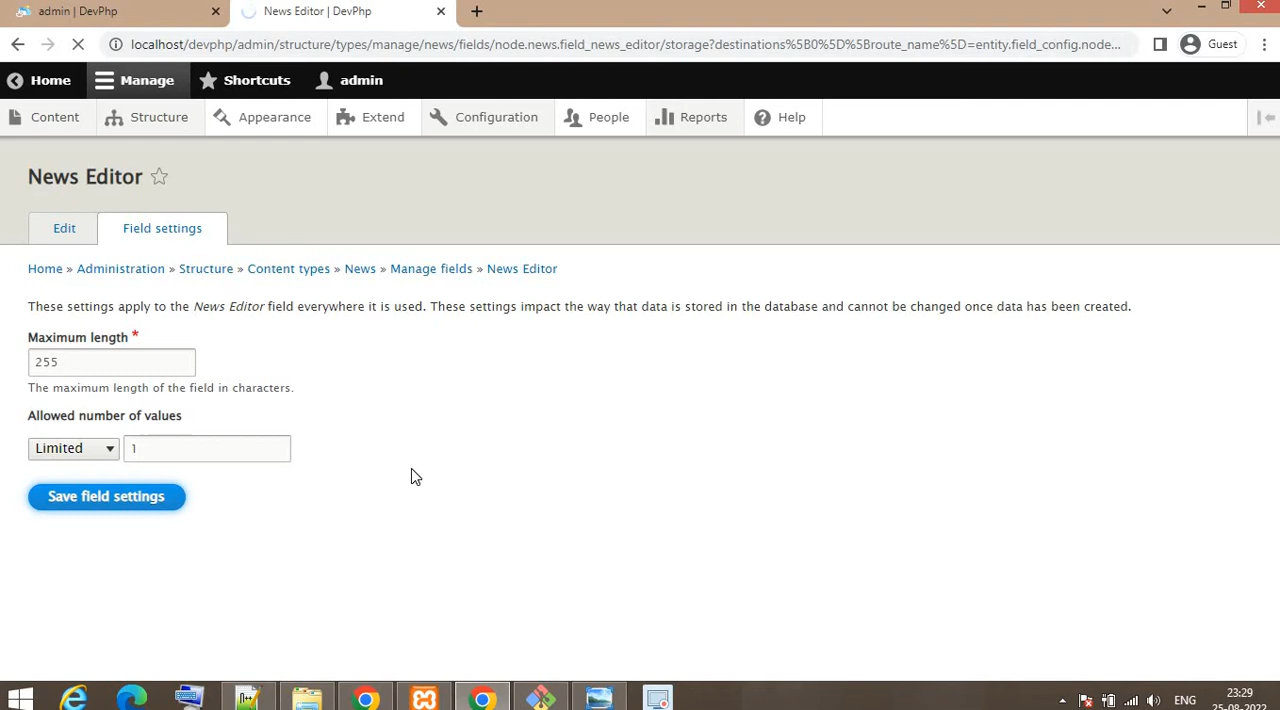 admin | DevPhp
News Editor | DevPhp
localhost/devphp/admin/structure/types/manage/news/fields/node.news.field_news_editor/storage?destinations%5B0%5D%5Broute_name%5D=entity.field_config.node...
Guest
Home
Manage
Shortcuts
admin
Content
Structure
Appearance
Extend
Configuration
People
Reports
Help
News Editor
Edit
Field settings
Home » Administration » Structure » Content types » News » Manage fields » News Editor
These settings apply to the News Editor field everywhere it is used. These settings impact the way that data is stored in the database and cannot be changed once data has been created.
Maximum length *
255
The maximum length of the field in characters.
Allowed number of values
Limited
1
Save field settings
ENG
23:29
25-08-2022